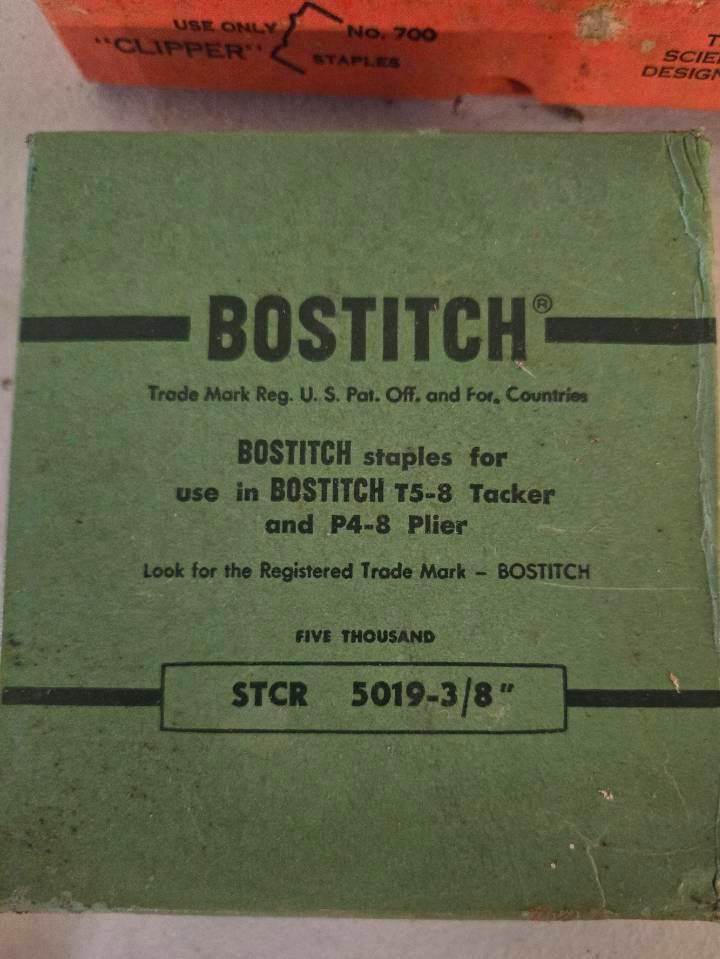 USE ONLY
"CLIPPER"
No. 700
STAPLES
BOSTITCH®
Trade Mark Reg. U. S. Pat. Off. and For. Countries
BOSTITCH staples for
use in BOSTITCH T5-8 Tacker
and P4-8 Plier
Look for the Registered Trade Mark – BOSTITCH
FIVE THOUSAND
STCR 5019-3/8"